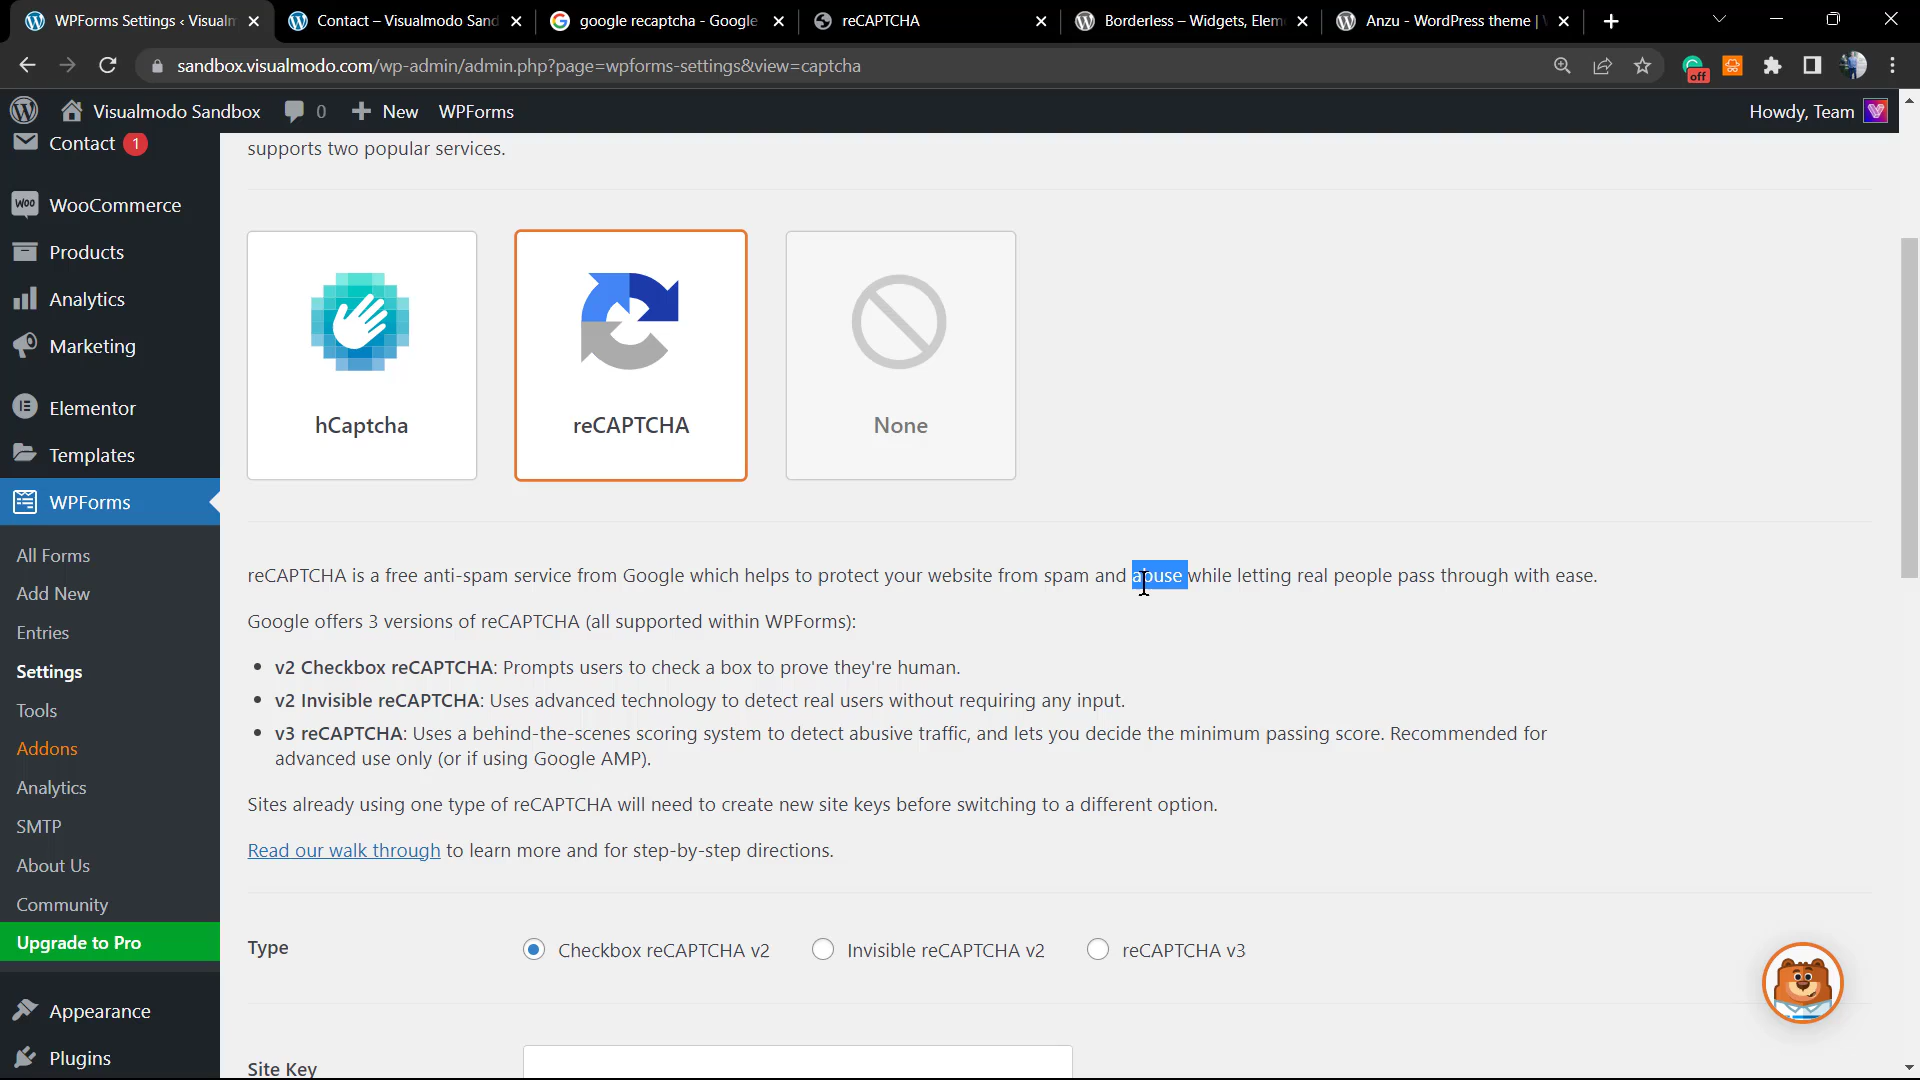 WPForms Settings ‹ Visualm
Contact – Visualmodo Sand
google recaptcha - Google
reCAPTCHA
Borderless – Widgets, Elem
Anzu - WordPress theme |
sandbox.visualmodo.com/wp-admin/admin.php?page=wpforms-settings&view=captcha
off
Visualmodo Sandbox
0
New
WPForms
Howdy, Team
Contact 1
Woo WooCommerce
Products
Analytics
Marketing
Elementor
Templates
WPForms
All Forms
Add New
Entries
Settings
Tools
Addons
Analytics
SMTP
About Us
Community
Upgrade to Pro
Appearance
Plugins
supports two popular services.
hCaptcha
reCAPTCHA
None
reCAPTCHA is a free anti-spam service from Google which helps to protect your website from spam and abuse while letting real people pass through with ease.
Google offers 3 versions of reCAPTCHA (all supported within WPForms):
• v2 Checkbox reCAPTCHA: Prompts users to check a box to prove they're human.
• v2 Invisible reCAPTCHA: Uses advanced technology to detect real users without requiring any input.
• v3 reCAPTCHA: Uses a behind-the-scenes scoring system to detect abusive traffic, and lets you decide the minimum passing score. Recommended for
advanced use only (or if using Google AMP).
Sites already using one type of reCAPTCHA will need to create new site keys before switching to a different option.
Read our walk through to learn more and for step-by-step directions.
Type
Checkbox reCAPTCHA v2
Invisible reCAPTCHA v2
reCAPTCHA v3
Site Key